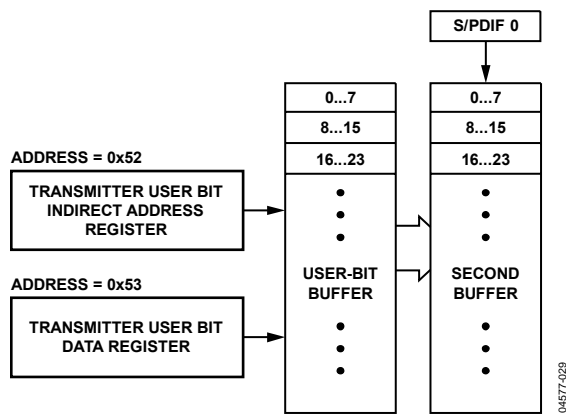 S/PDIF 0
0...7
0...7
8...15
8...15
16...23
16...23
ADDRESS = 0x52
TRANSMITTER USER BIT
INDIRECT ADDRESS
REGISTER
USER-BIT
BUFFER
SECOND
BUFFER
ADDRESS = 0x53
TRANSMITTER USER BIT
DATA REGISTER
04577-029